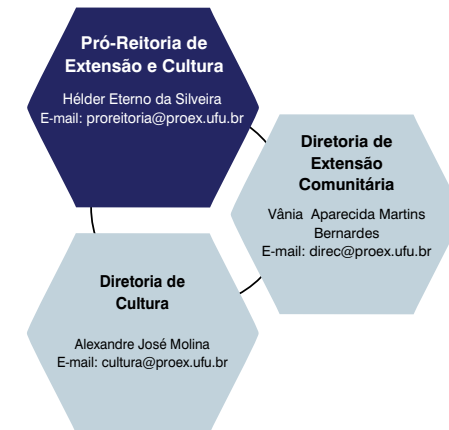 Pró-Reitoria de
Extensão e Cultura
Hélder Eterno da Silveira
E-mail: proreitoria@proex.ufu.br
Diretoria de
Extensão
Comunitária
Vânia Aparecida Martins
Bernardes
E-mail: direc@proex.ufu.br
Diretoria de
Cultura
Alexandre José Molina
E-mail: cultura@proex.ufu.br